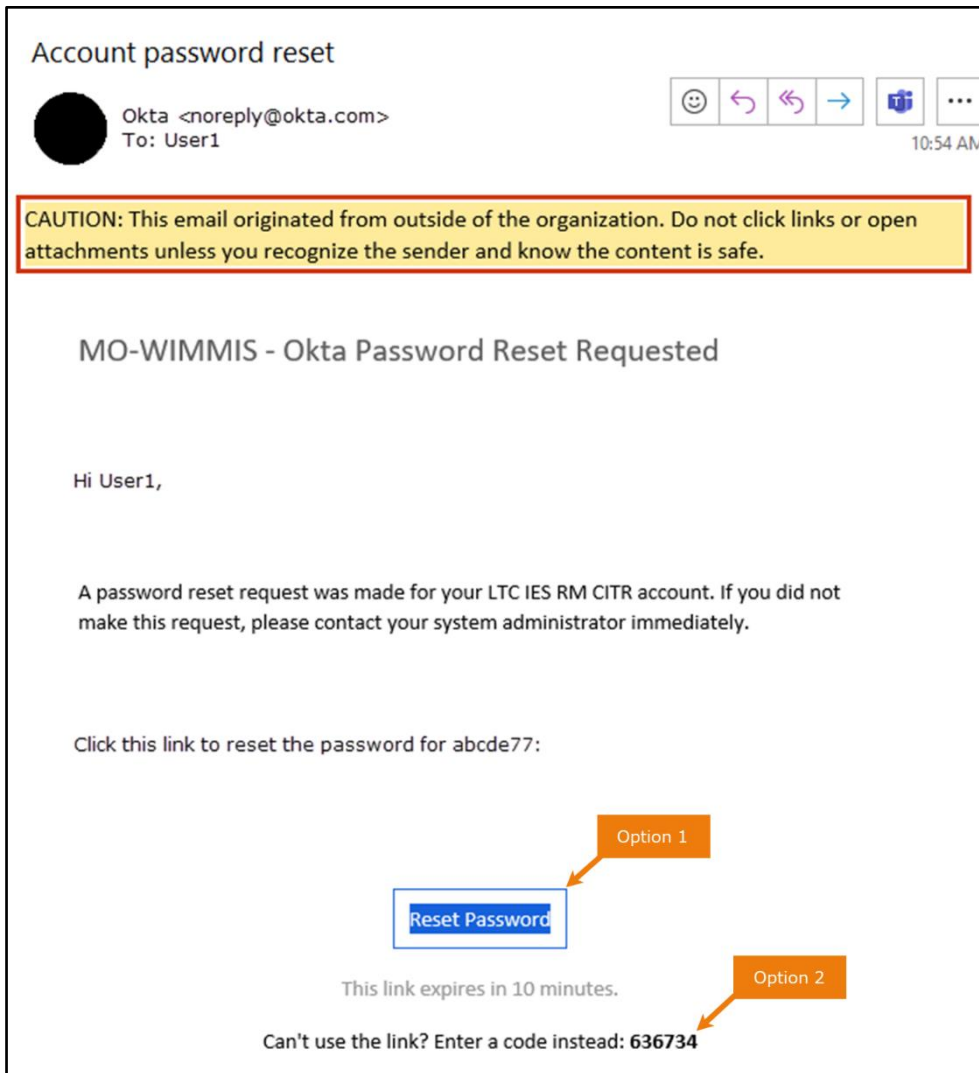 Account password reset
Okta <noreply@okta.com>
To: User1
10:54 AM
CAUTION: This email originated from outside of the organization. Do not click links or open
attachments unless you recognize the sender and know the content is safe.
MO-WIMMIS - Okta Password Reset Requested
Hi User1,
A password reset request was made for your LTC IES RM CITR account. If you did not
make this request, please contact your system administrator immediately.
Click this link to reset the password for abcde77:
Option 1
Reset Password
This link expires in 10 minutes.
Option 2
Can't use the link? Enter a code instead: 636734